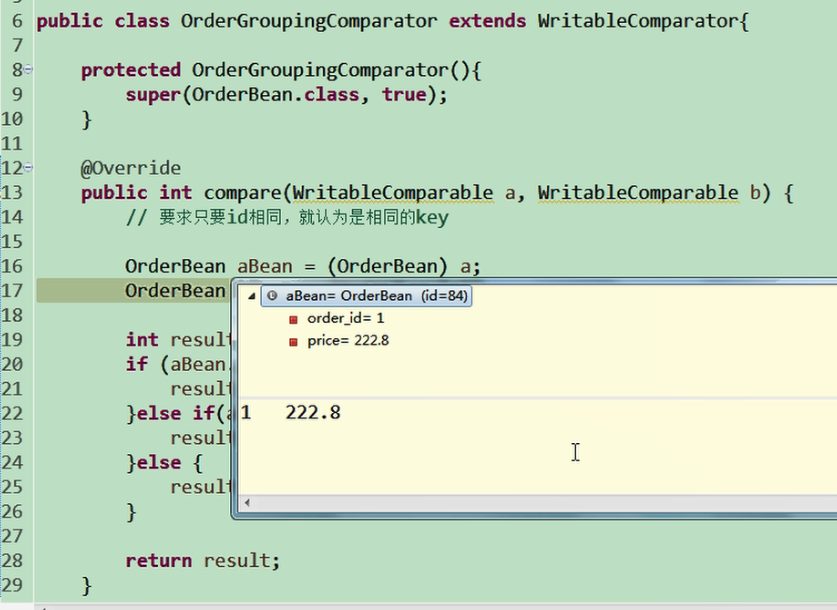 6 public class OrderGroupingComparator extends WritableComparator{
7
8 protected OrderGroupingComparator(){
9 super(OrderBean.class, true);
10 }
11
12 @Override
13 public int compare(WritableComparable a, WritableComparable b) {
14 // 要求只要id相同，就认为是相同的key
15
16 OrderBean aBean = (OrderBean) a;
17 OrderBean
aBean= OrderBean (id=84)
18
order_id= 1
19 int result
price= 222.8
20 if (aBean.
21 result
22 }else if(a
1 222.8
23 result
24 }else {
25 result
26 }
27
28 return result;
29 }